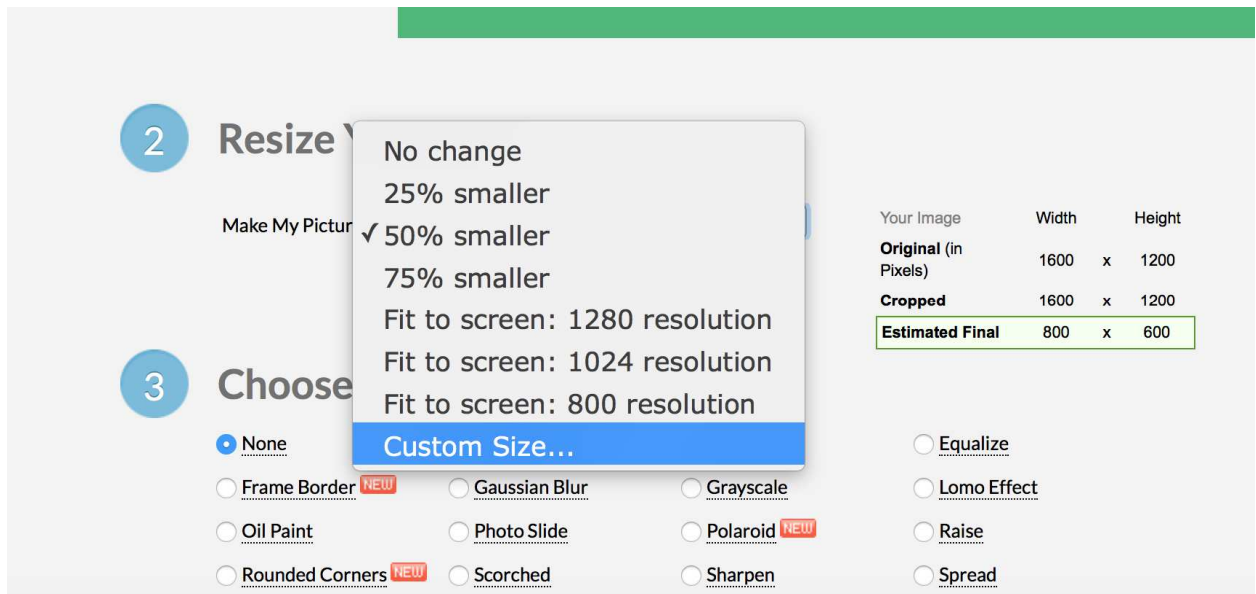 2
Resize
No change
25% smaller
Make My Pictur
✓ 50% smaller
75% smaller
Fit to screen: 1280 resolution
Fit to screen: 1024 resolution
Fit to screen: 800 resolution
Custom Size...
Your Image Width Height
Original (in
Pixels) 1600 x 1200
Cropped 1600 x 1200
Estimated Final 800 x 600
3
Choose
None Equalize
Frame Border NEW Gaussian Blur Grayscale Lomo Effect
Oil Paint Photo Slide Polaroid NEW Raise
Rounded Corners NEW Scorched Sharpen Spread